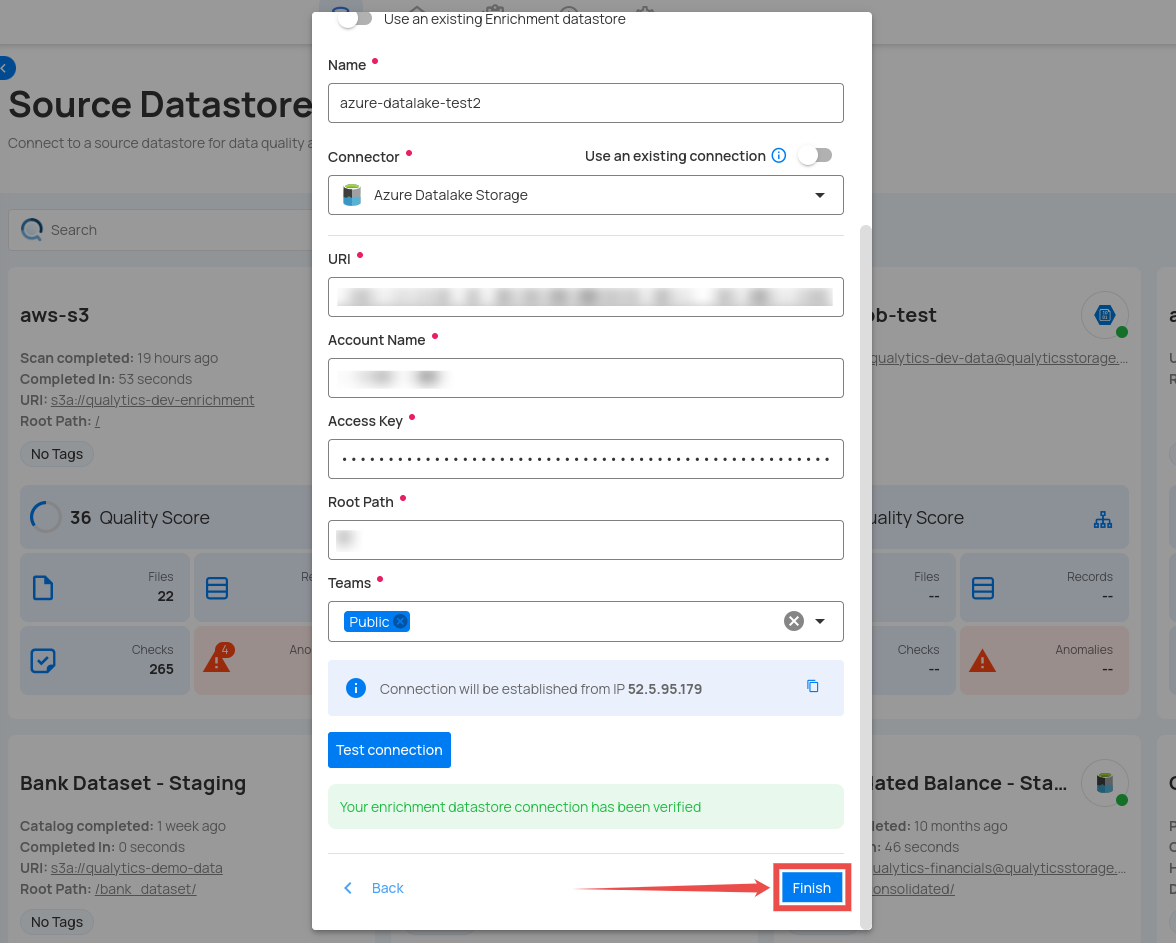 Use an existing Enrichment datastore
Name
azure-datalake-test2
Connector
Use an existing connection
Azure Datalake Storage
URI
Account Name
Access Key
Root Path
Teams
Public
Connection will be established from IP 52.5.95.179
Test connection
Your enrichment datastore connection has been verified
Back
Finish
Source Datastore
Connect to a source datastore for data quality
Search
aws-s3
Scan completed: 19 hours ago
Completed In: 53 seconds
URI: s3a://qualytics-dev-enrichment
Root Path: /
No Tags
36 Quality Score
Files
22
Checks
265
4
ob-test
qualytics-dev-data@qualyticsstorage....
ality Score
Files
--
Records
--
Checks
--
Anomalies
--
Bank Dataset - Staging
Catalog completed: 1 week ago
Completed In: 0 seconds
URI: s3a://qualytics-demo-data
Root Path: /bank_dataset/
No Tags
lated Balance - Sta...
leted: 10 months ago
n: 46 seconds
ualytics-financials@qualyticsstorage....
onsolidated/